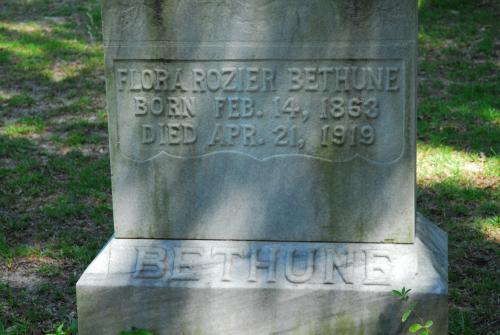 FLORA ROZIER BETHUNE
BORN FEB. 14, 1863
DIED APR. 21, 1919
BETHUNE